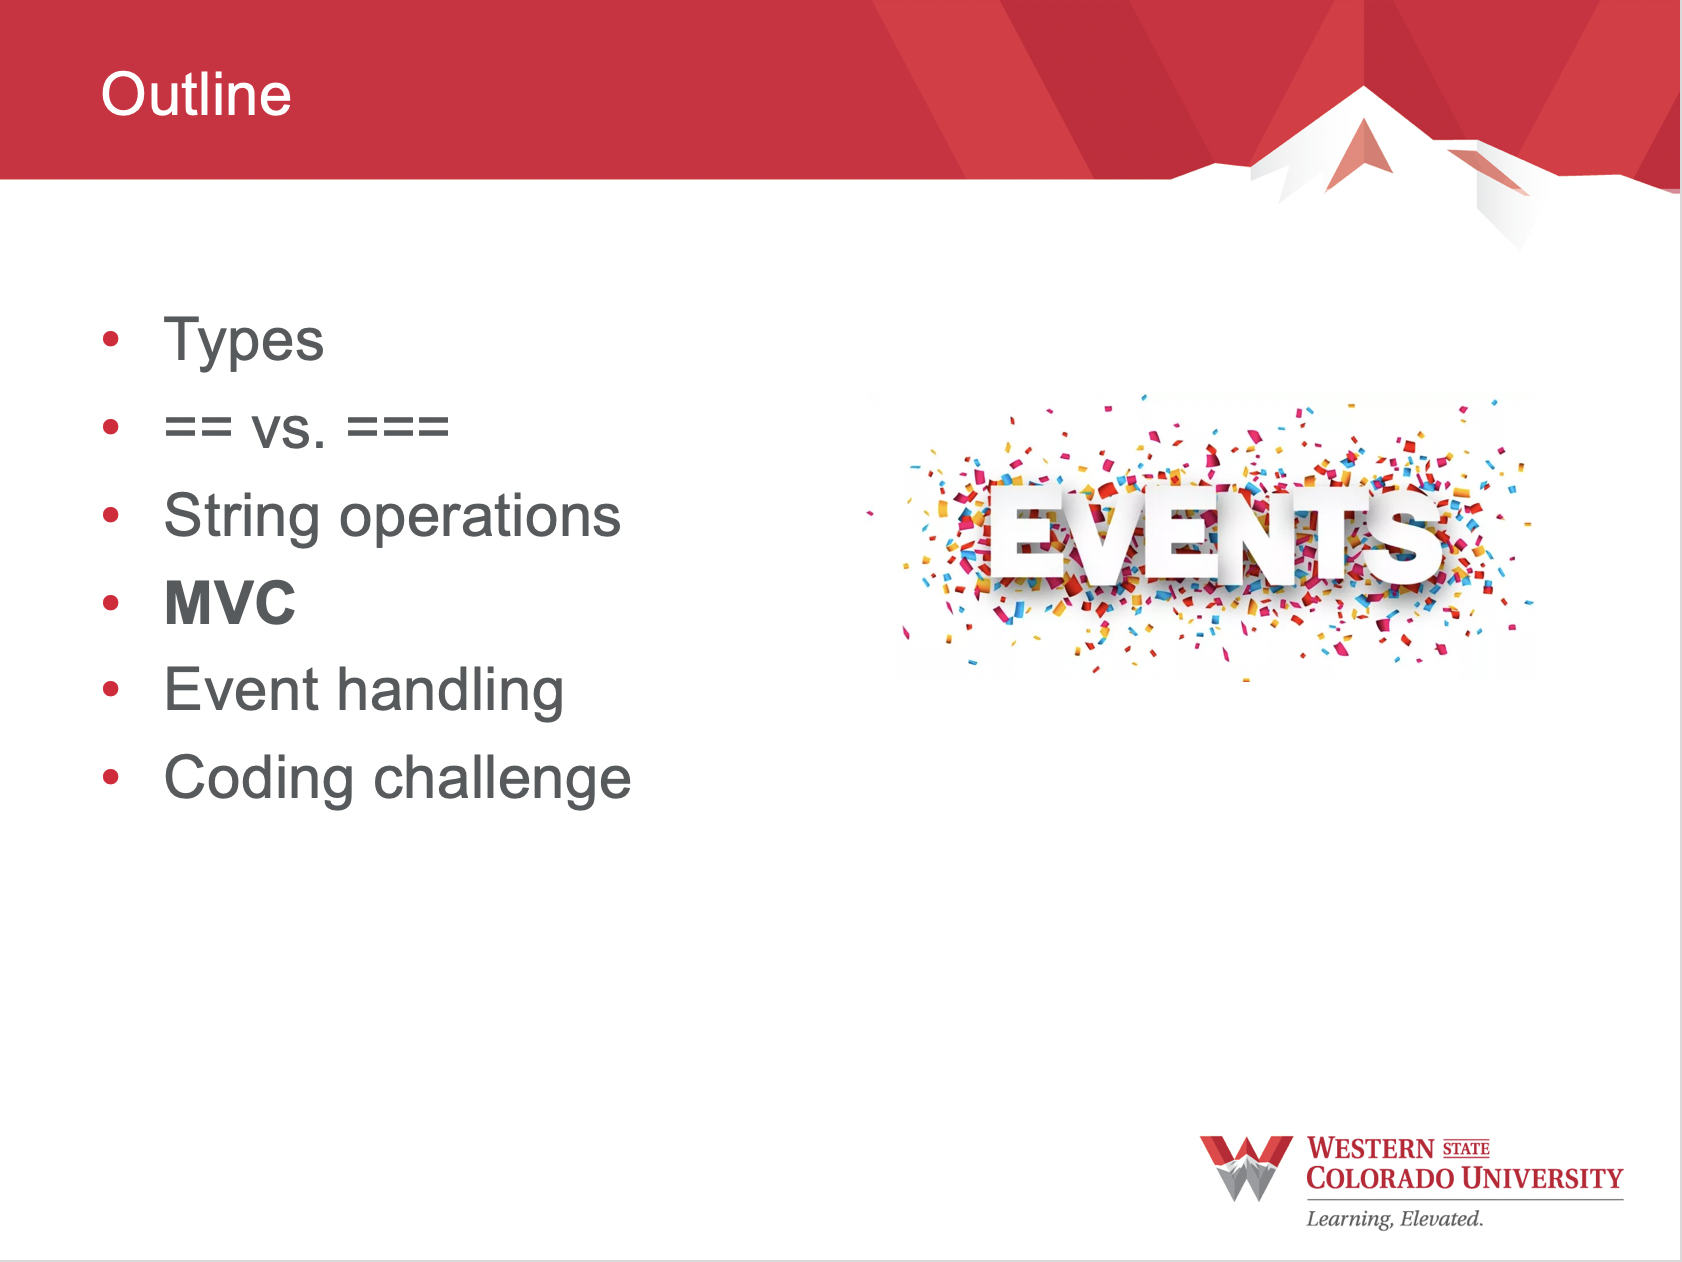 Outline
• Types
• == vs. ===
• String operations
• MVC
• Event handling
• Coding challenge
EVENTS
WESTERN STATE
COLORADO UNIVERSITY
Learning, Elevated.